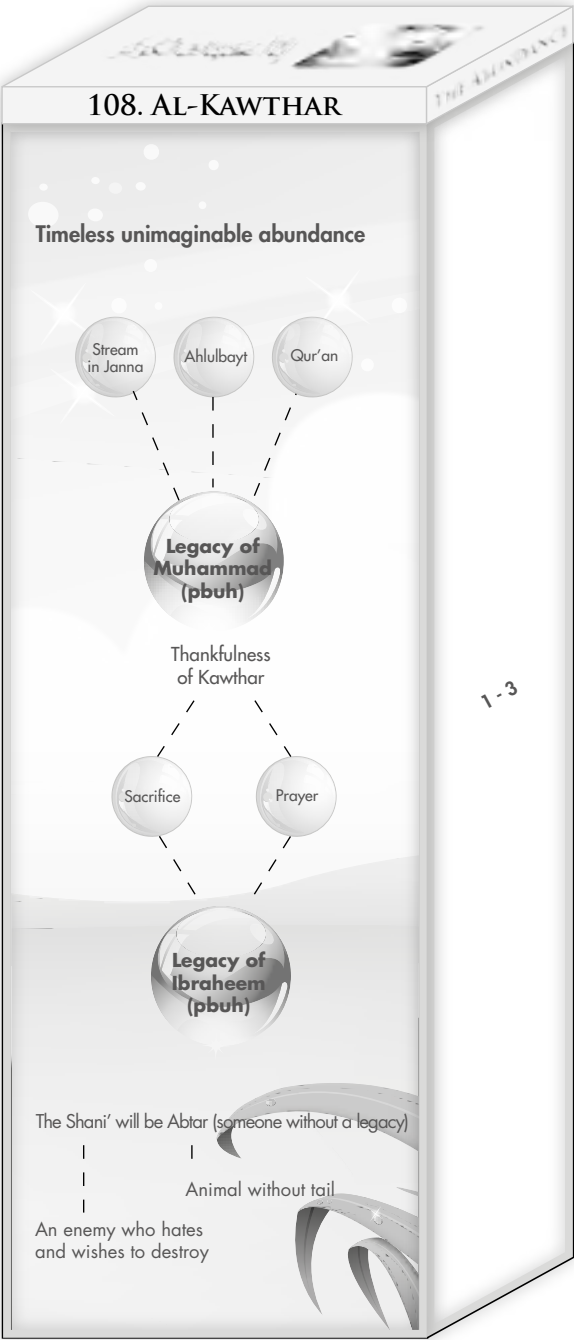 108. AL-KAWTHAR
THE ABUNDANCE
Timeless unimaginable abundance
Stream
in Janna
Ahlulbayt
Qur’an
Legacy of
Muhammad
(pbuh)
Thankfulness
of Kawthar
1 - 3
Sacrifice
Prayer
Legacy of
Ibraheem
(pbuh)
The Shani’ will be Abtar (someone without a legacy)
Animal without tail
An enemy who hates
and wishes to destroy